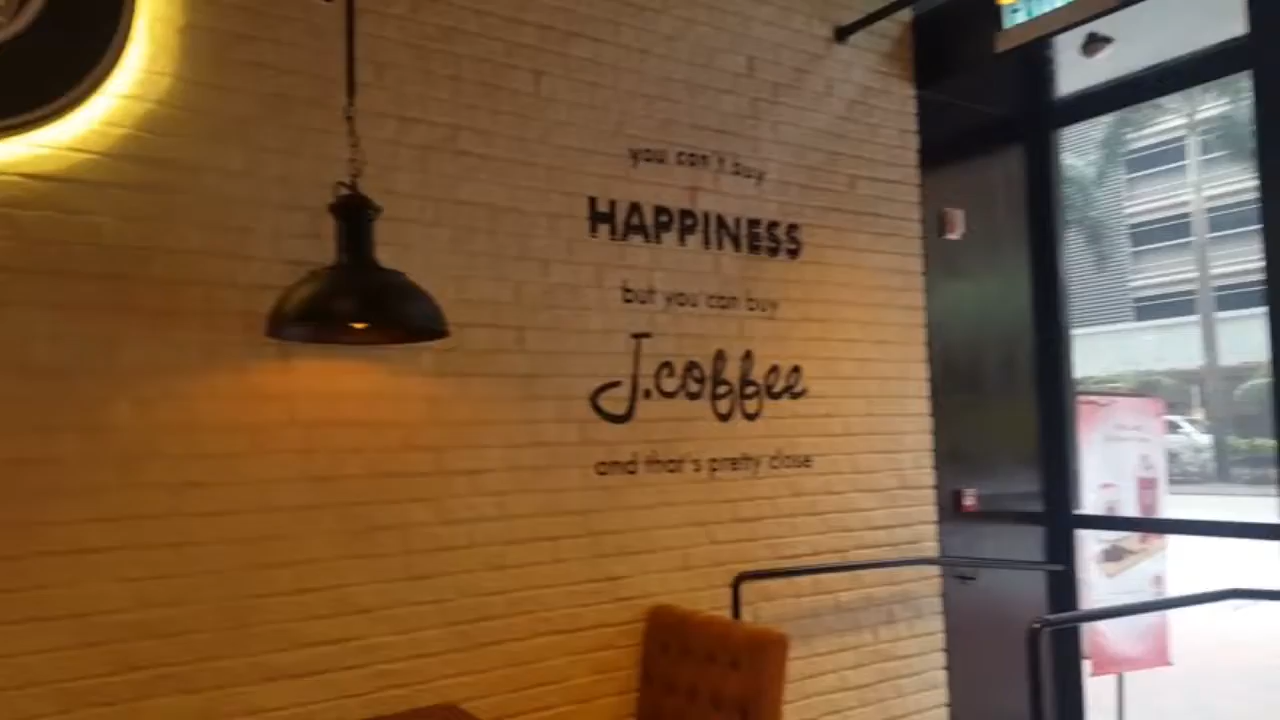 you can't buy
HAPPINESS
but you can buy
J.coffee
and that's pretty close